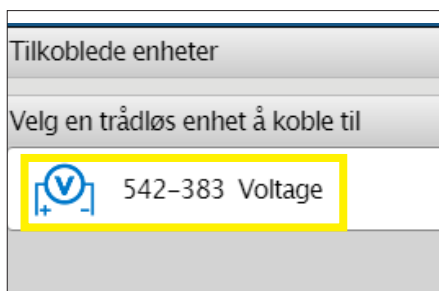 Tilkoblede enheter
Velg en trådløs enhet å koble til
V
+ -
542-383 Voltage